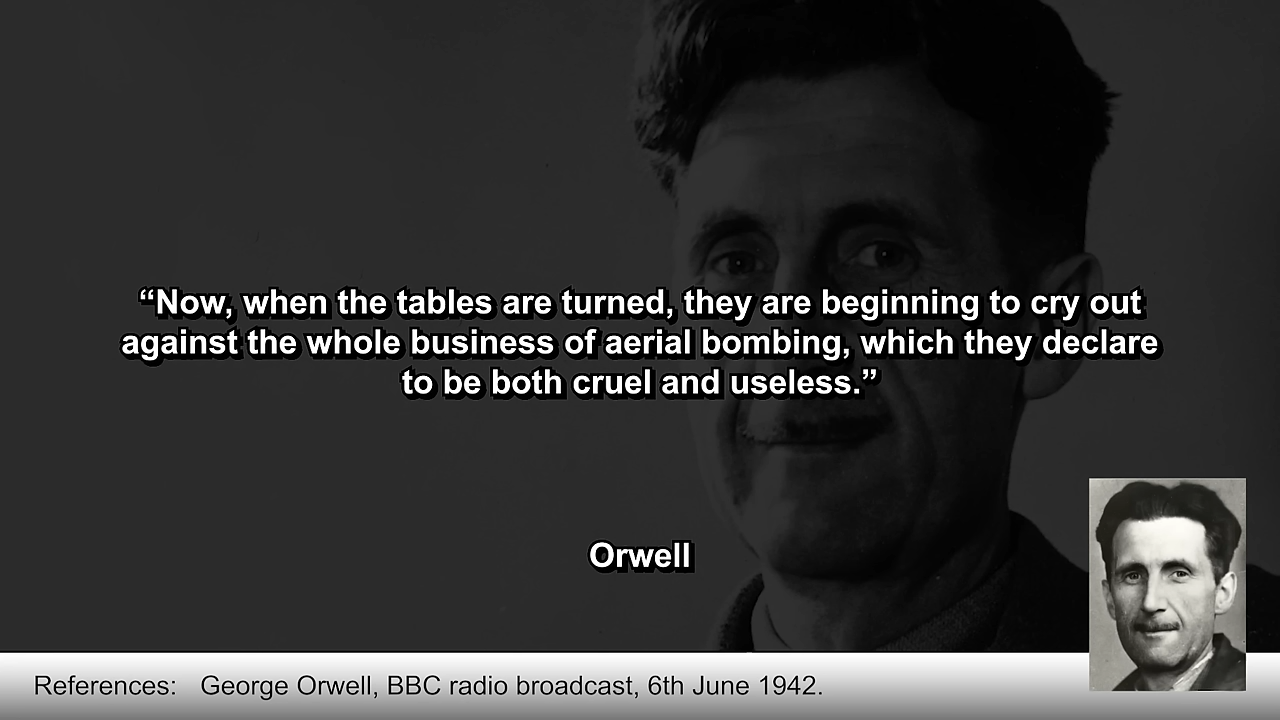 “Now, when the tables are turned, they are beginning to cry out
against the whole business of aerial bombing, which they declare
to be both cruel and useless.”
Orwell
References: George Orwell, BBC radio broadcast, 6th June 1942.